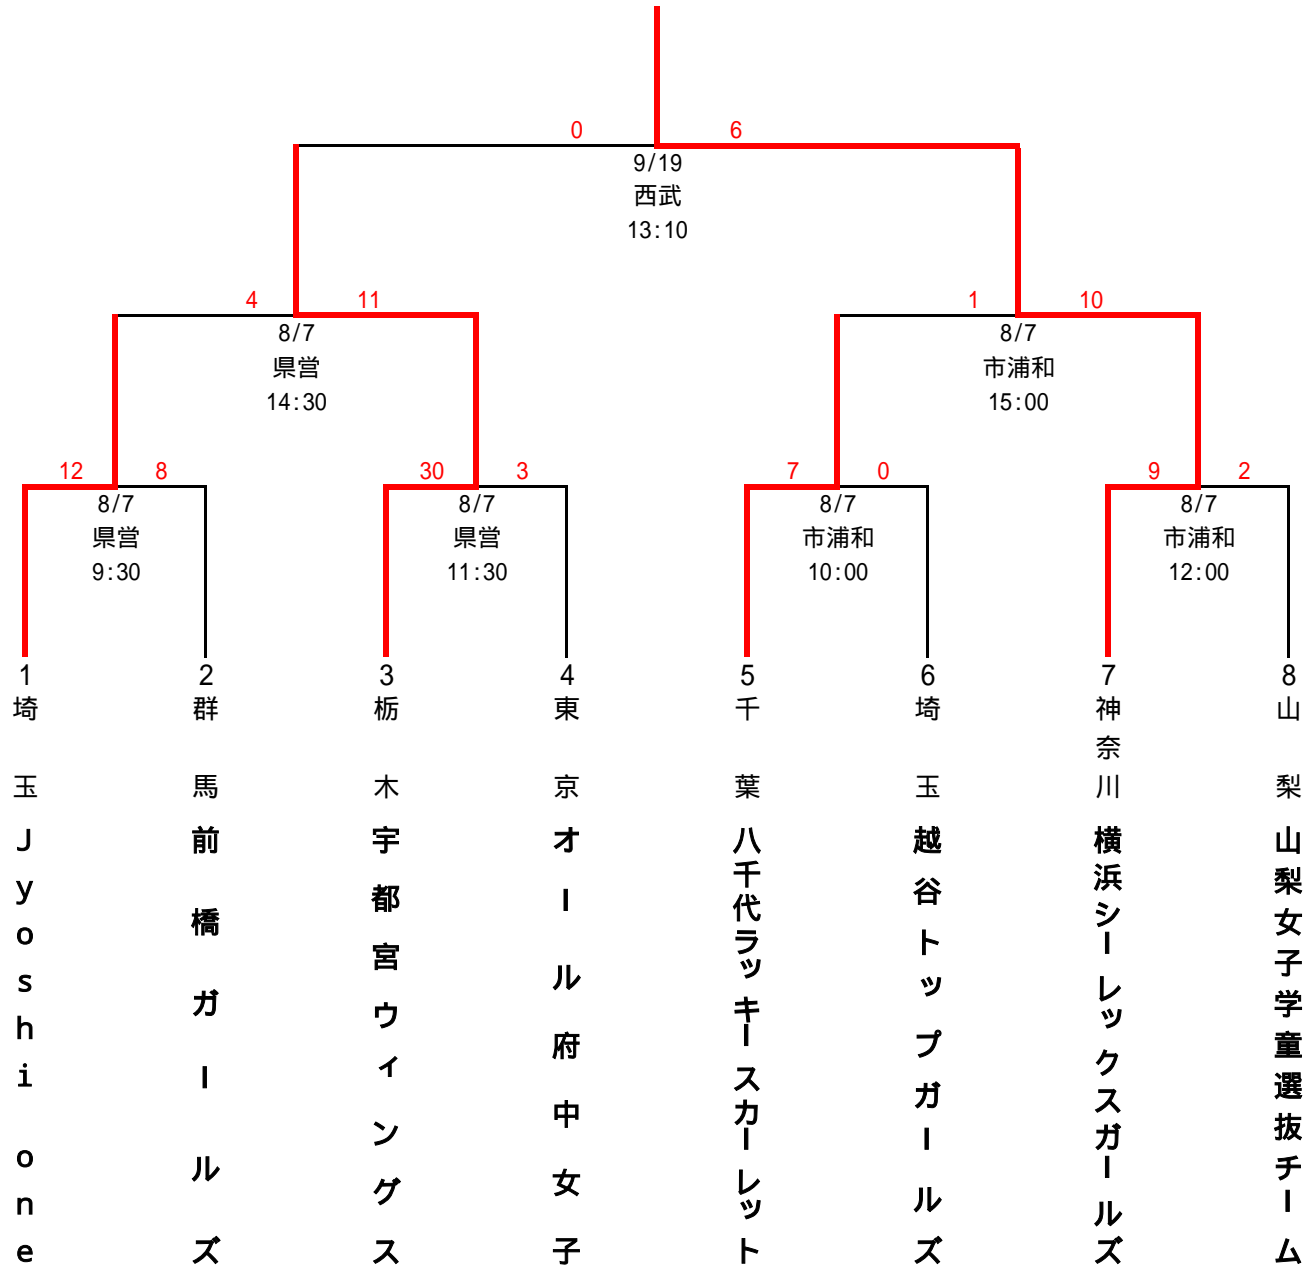 0 6
9/19
西武
13:10
4 11
8/7
県営
14:30
1 10
8/7
市浦和
15:00
12 8
8/7
県営
9:30
30 3
8/7
県営
11:30
7 0
8/7
市浦和
10:00
9 2
8/7
市浦和
12:00
1
埼玉
Jyoshi one
2
群馬
前橋ガールズ
3
栃木
宇都宮ウィングス
4
東京
オール府中女子
5
千葉
八千代ラッキースカーレット
6
埼玉
越谷トップガールズ
7
神奈川
横浜シーレックスガールズ
8
山梨
山梨女子学童選抜チーム